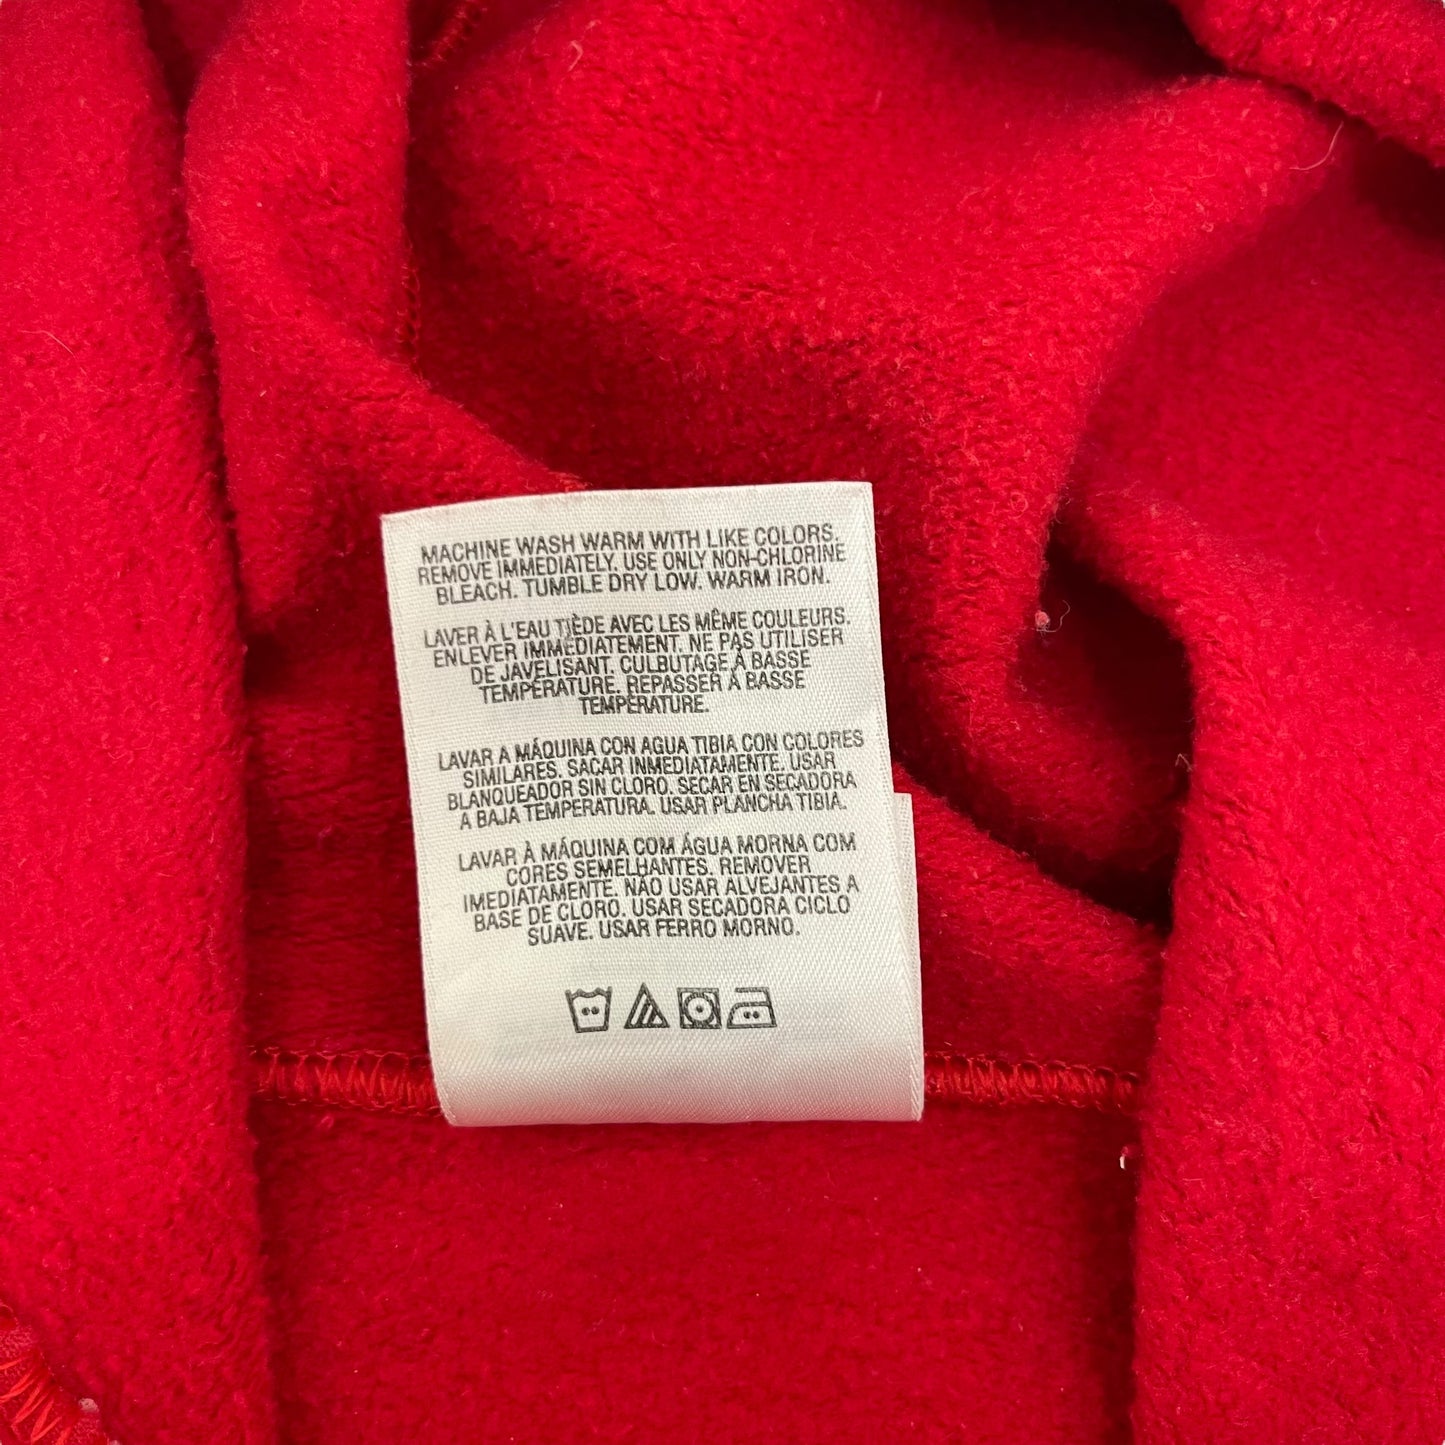 MACHINE WASH WARM WITH LIKE COLORS.
REMOVE IMMEDIATELY. USE ONLY NON-CHLORINE
BLEACH. TUMBLE DRY LOW. WARM IRON.
LAVER À L'EAU TIÈDE AVEC LES MÊME COULEURS.
ENLEVER IMMÉDIATEMENT. NE PAS UTILISER
DE JAVELISANT. CULBUTAGE À BASSE
TEMPÉRATURE. REPASSER À BASSE
TEMPÉRATURE.
LAVAR A MÁQUINA CON AGUA TIBIA CON COLORES
SIMILARES. SACAR INMEDIATAMENTE. USAR
BLANQUEADOR SIN CLORO. SECAR EN SECADORA
A BAJA TEMPERATURA. USAR PLANCHA TIBIA.
LAVAR À MÁQUINA COM ÁGUA MORNA COM
CORES SEMELHANTES. REMOVER
IMEDIATAMENTE. NÃO USAR ALVEJANTES A
BASE DE CLORO. USAR SECADORA CICLO
SUAVE. USAR FERRO MORNO.